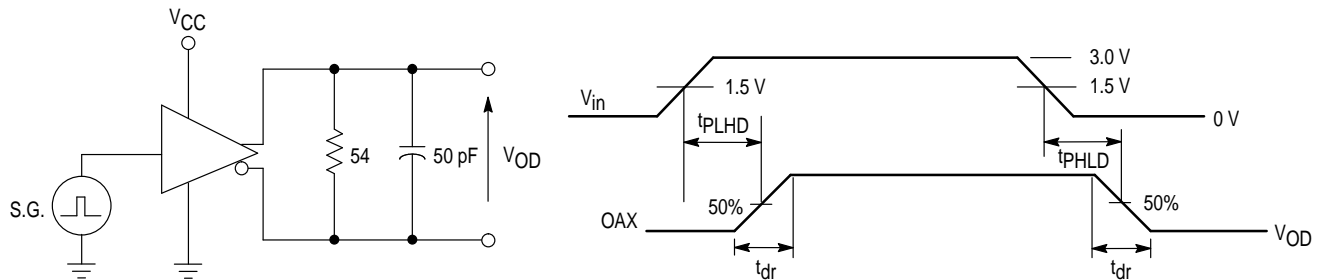 VCC
S.G.
54
50 pF
VOD
Vin
1.5 V
3.0 V
1.5 V
0 V
tPLHD
tPHLD
OAX
50%
50%
VOD
tdr
tdr